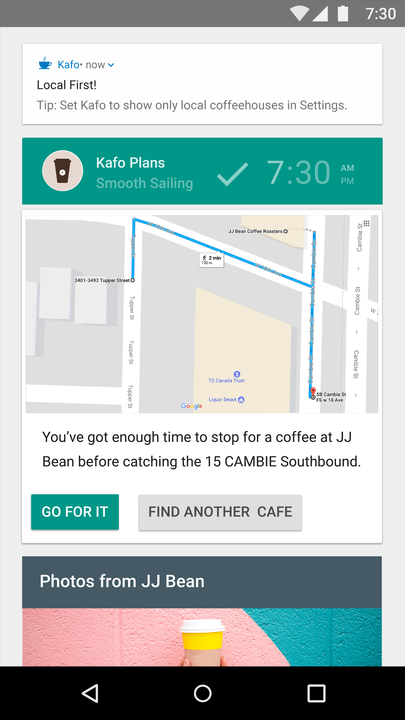 7:30
Kafo• now
Local First!
Tip: Set Kafo to show only local coffeehouses in Settings.
Kafo Plans
Smooth Sailing
7:30
AM
PM
JJ Bean Coffee Roasters
2 min
3401-3493 Tupper Street
Tupper St
Tupper St
Tupper St
Cambie St
Cambie St
Cambie St
TD Canada Trust
Liquor Depot
SB Cambie St
FS w 18 Ave
Google
You’ve got enough time to stop for a coffee at JJ
Bean before catching the 15 CAMBIE Southbound.
GO FOR IT
FIND ANOTHER CAFE
Photos from JJ Bean